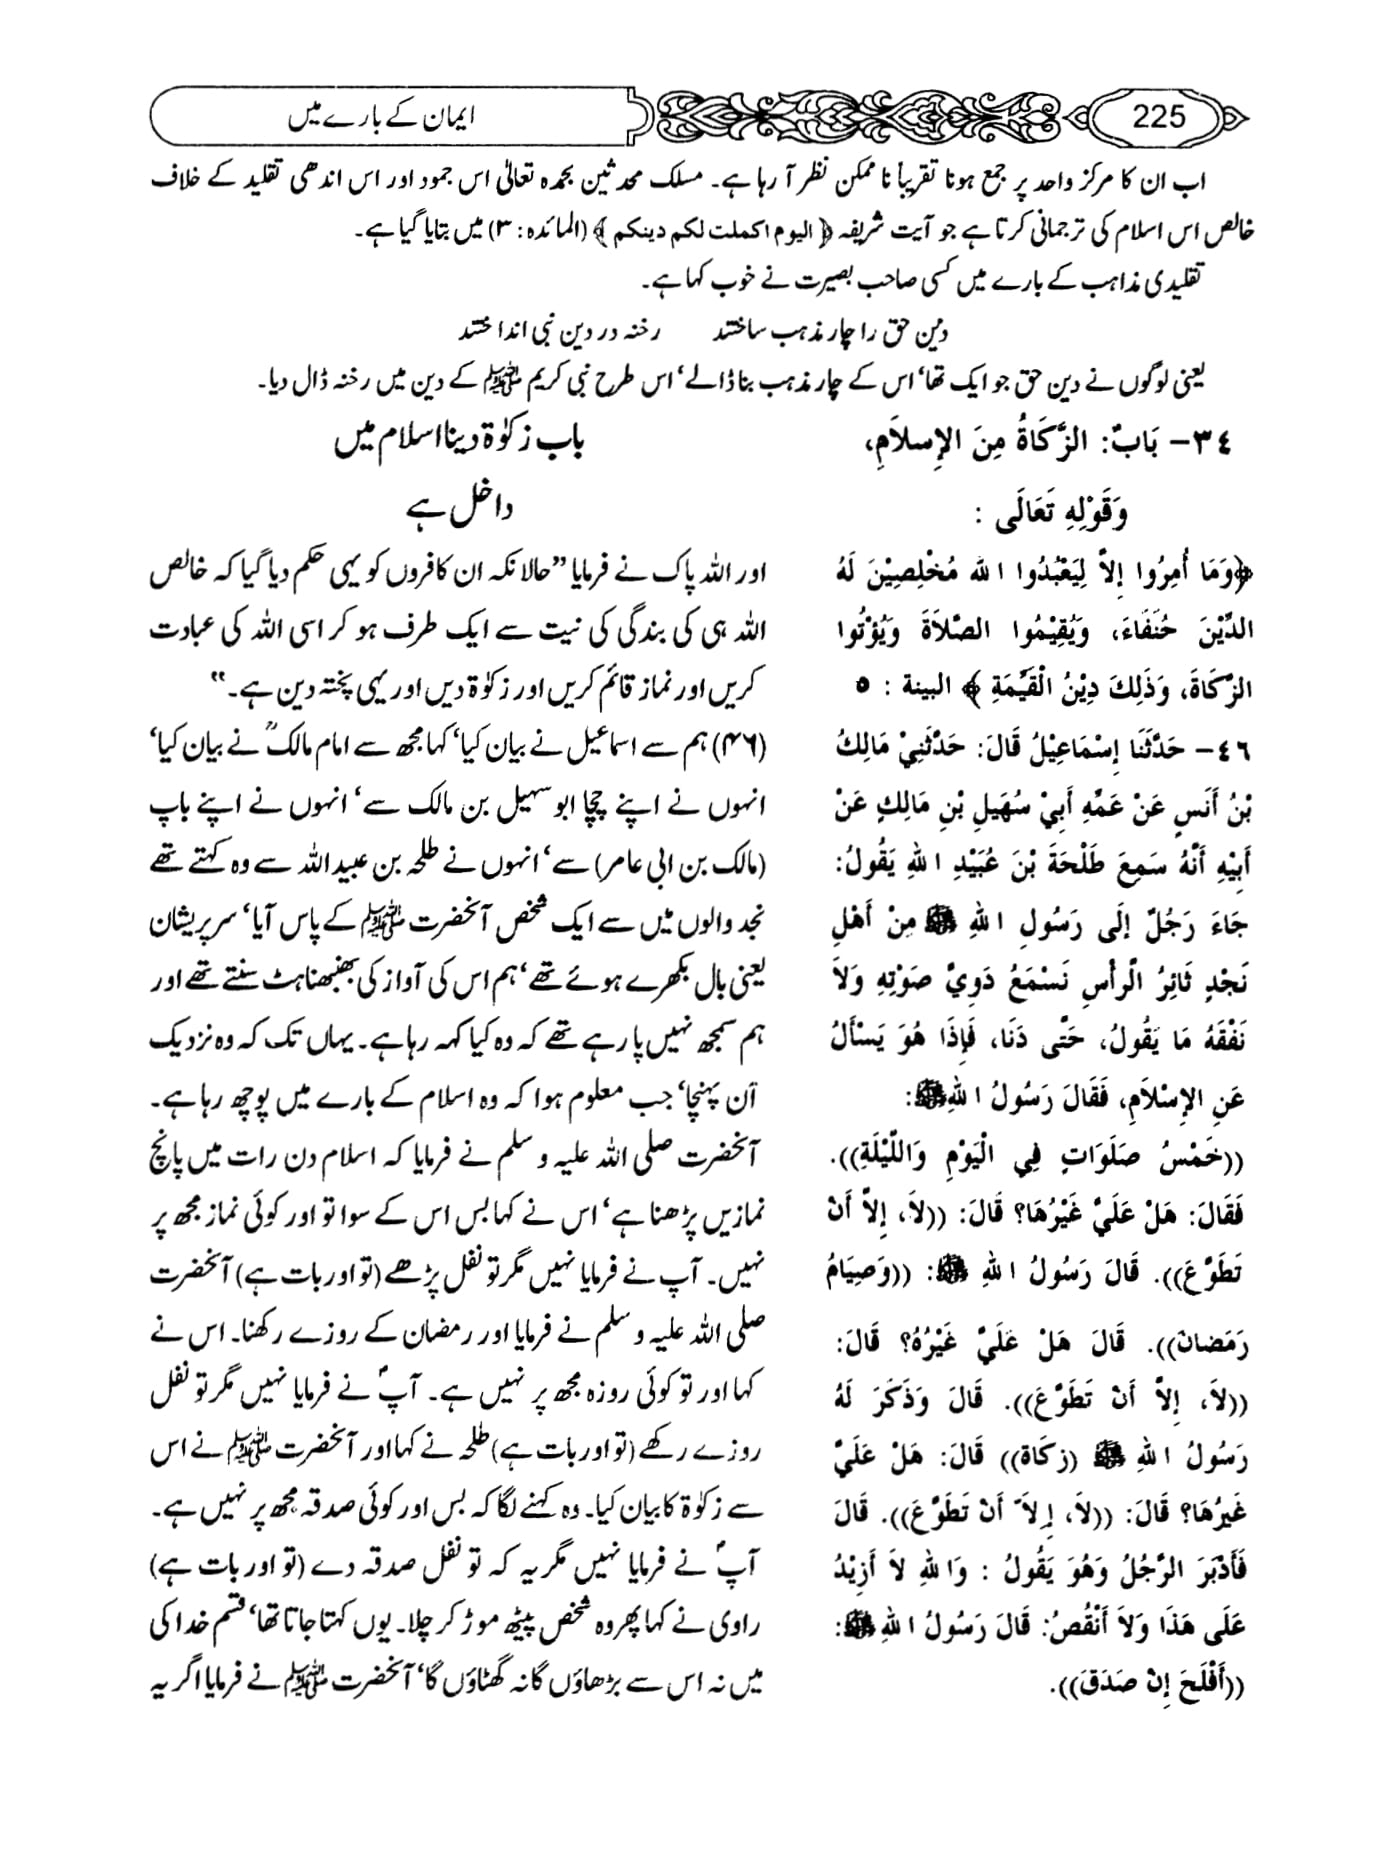 225
ایمان کے بارے میں
اب ان کا مرکز واحد پر جمع ہونا تقریباً نا ممکن نظر آ رہا ہے۔ مسلک محدثین بحمدہ تعالیٰ اس جمود اور اس اندھی تقلید کے خلاف
خالص اس اسلام کی ترجمانی کرتا ہے جو آیت شریفہ ﴿ الیوم اکملت لکم دینکم ﴾ (المائدہ: ۳) میں بتایا گیا ہے۔
تقلیدی مذاہب کے بارے میں کسی صاحب بصیرت نے خوب کہا ہے۔
دین حق را چار مذہب ساختند رخنہ در دین نبی انداختند
یعنی لوگوں نے دین حق جو ایک تھا‘ اس کے چار مذہب بنا ڈالے‘ اس طرح نبی کریم ﷺ کے دین میں رخنہ ڈال دیا۔
٣٤- بَابٌ: الزَّكَاةُ مِنَ الإِسلاَمِ،
وَقَوْلِهِ تَعَالَى :
﴿وَمَا أُمِرُوا إِلاَّ لِيَعْبُدُوا اللهَ مُخْلِصِيْنَ لَهُ
الدِّيْنَ حُنَفَاءَ، وَيُقِيْمُوا الصَّلاَةَ وَيُؤْتُوا
الزَّكَاةَ، وَذَلِكَ دِيْنُ الْقَيِّمَةِ ﴾ البينة : ٥
٤٦- حَدَّثَنَا إِسْمَاعِيْلُ قَالَ: حَدَّثَنِيْ مَالِكُ
بْنُ أَنَسٍ عَنْ عَمِّهِ أَبِيْ سُهَيلِ بْنِ مَالِكٍ عَنْ
أَبِيْهِ أَنَّهُ سَمِعَ طَلْحَةَ بْنَ عُبَيْدِ اللهِ يَقُولُ:
جَاءَ رَجُلٌ إِلَى رَسُولِ اللهِ ﷺ مِنْ أَهْلِ
نَجْدٍ ثَائِرُ الرَّأْسِ نَسْمَعُ دَوِيَّ صَوْتِهِ وَلاَ
نَفْقَهُ مَا يَقُولُ، حَتَّى دَنَا، فَإِذَا هُوَ يَسْأَلُ
عَنِ الإِسْلاَمِ، فَقَالَ رَسُولُ اللهِ ﷺ:
((خَمْسُ صَلَوَاتٍ فِي الْيَوْمِ وَاللَّيْلَةِ)).
فَقَالَ: هَلْ عَلَيَّ غَيْرُهَا؟ قَالَ: ((لاَ، إِلاَّ أَنْ
تَطَوَّعَ)). قَالَ رَسُولُ اللهِ ﷺ: ((وَصِيَامُ
رَمَضَانَ)). قَالَ هَلْ عَلَيَّ غَيْرُهُ؟ قَالَ:
((لاَ، إِلاَّ أَنْ تَطَوَّعَ)). قَالَ وَذَكَرَ لَهُ
رَسُولُ اللهِ ﷺ ((زكَاةَ)) قَالَ: هَلْ عَلَيَّ
غَيرُهَا؟ قَالَ: ((لاَ، إِلاَّ أَنْ تَطَوَّعَ)). قَالَ
فَأَدْبَرَ الرَّجُلُ وَهُوَ يَقُولُ : وَاللهِ لاَ أَزِيْدُ
عَلَى هَذَا وَلاَ أَنْقُصُ: قَالَ رَسُولُ اللهِ ﷺ:
((أَفْلَحَ إِنْ صَدَقَ)).
باب زکوٰۃ دینا اسلام میں
داخل ہے
اور اللہ پاک نے فرمایا ”حالانکہ ان کافروں کو یہی حکم دیا گیا کہ خالص
اللہ ہی کی بندگی کی نیت سے ایک طرف ہو کر اسی اللہ کی عبادت
کریں اور نماز قائم کریں اور زکوٰۃ دیں اور یہی پختہ دین ہے۔“
(۴۶) ہم سے اسماعیل نے بیان کیا‘ کہا مجھ سے امام مالکؒ نے بیان کیا‘
انہوں نے اپنے چچا ابو سہیل بن مالک سے‘ انہوں نے اپنے باپ
(مالک بن ابی عامر) سے‘ انہوں نے طلحہ بن عبیداللہ سے وہ کہتے تھے
نجد والوں میں سے ایک شخص آنحضرت ﷺ کے پاس آیا‘ سر پریشان
یعنی بال بکھرے ہوئے تھے‘ ہم اس کی آواز کی بھنبھناہٹ سنتے تھے اور
ہم سمجھ نہیں پا رہے تھے کہ وہ کیا کہہ رہا ہے۔ یہاں تک کہ وہ نزدیک
آن پہنچا‘ جب معلوم ہوا کہ وہ اسلام کے بارے میں پوچھ رہا ہے۔
آنحضرت صلی اللہ علیہ و سلم نے فرمایا کہ اسلام دن رات میں پانچ
نمازیں پڑھنا ہے‘ اس نے کہا بس اس کے سوا تو اور کوئی نماز مجھ پر
نہیں۔ آپ نے فرمایا نہیں مگر تو نفل پڑھے (تو اور بات ہے) آنحضرت
صلی اللہ علیہ و سلم نے فرمایا اور رمضان کے روزے رکھنا۔ اس نے
کہا اور تو کوئی روزہ مجھ پر نہیں ہے۔ آپؐ نے فرمایا نہیں مگر تو نفل
روزے رکھے (تو اور بات ہے) طلحہ نے کہا اور آنحضرت ﷺ نے اس
سے زکوٰۃ کا بیان کیا۔ وہ کہنے لگا کہ بس اور کوئی صدقہ مجھ پر نہیں ہے۔
آپؐ نے فرمایا نہیں مگر یہ کہ تو نفل صدقہ دے (تو اور بات ہے)
راوی نے کہا پھر وہ شخص پیٹھ موڑ کر چلا۔ یوں کہتا جاتا تھا‘ قسم خدا کی
میں نہ اس سے بڑھاؤں گا نہ گھٹاؤں گا‘ آنحضرت ﷺ نے فرمایا اگر یہ